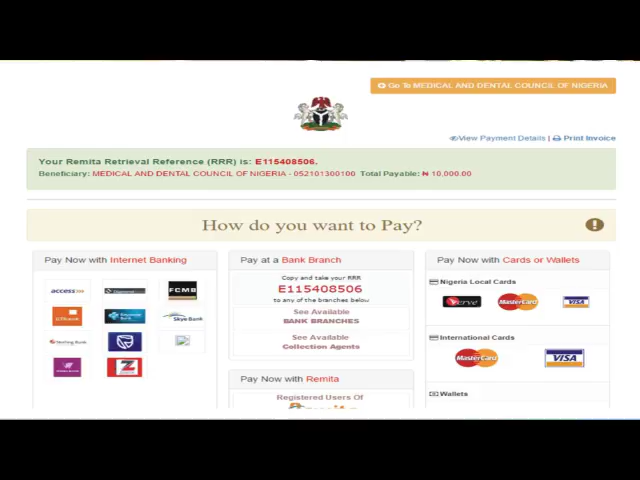 Go To MEDICAL AND DENTAL COUNCIL OF NIGERIA
View Payment Details | Print Invoice
Your Remita Retrieval Reference (RRR) is: E115408506.
Beneficiary: MEDICAL AND DENTAL COUNCIL OF NIGERIA - 052101300100 Total Payable: ₦ 10,000.00
How do you want to Pay?
Pay Now with Internet Banking
access
FCMB
GTBank
Skye Bank
Sterling Bank
Pay at a Bank Branch
Copy and take your RRR
E115408506
to any of the branches below
See Available
BANK BRANCHES
See Available
Collection Agents
Pay Now with Remita
Registered Users Of
Pay Now with Cards or Wallets
Nigeria Local Cards
Verve MasterCard VISA
International Cards
MasterCard VISA
Wallets